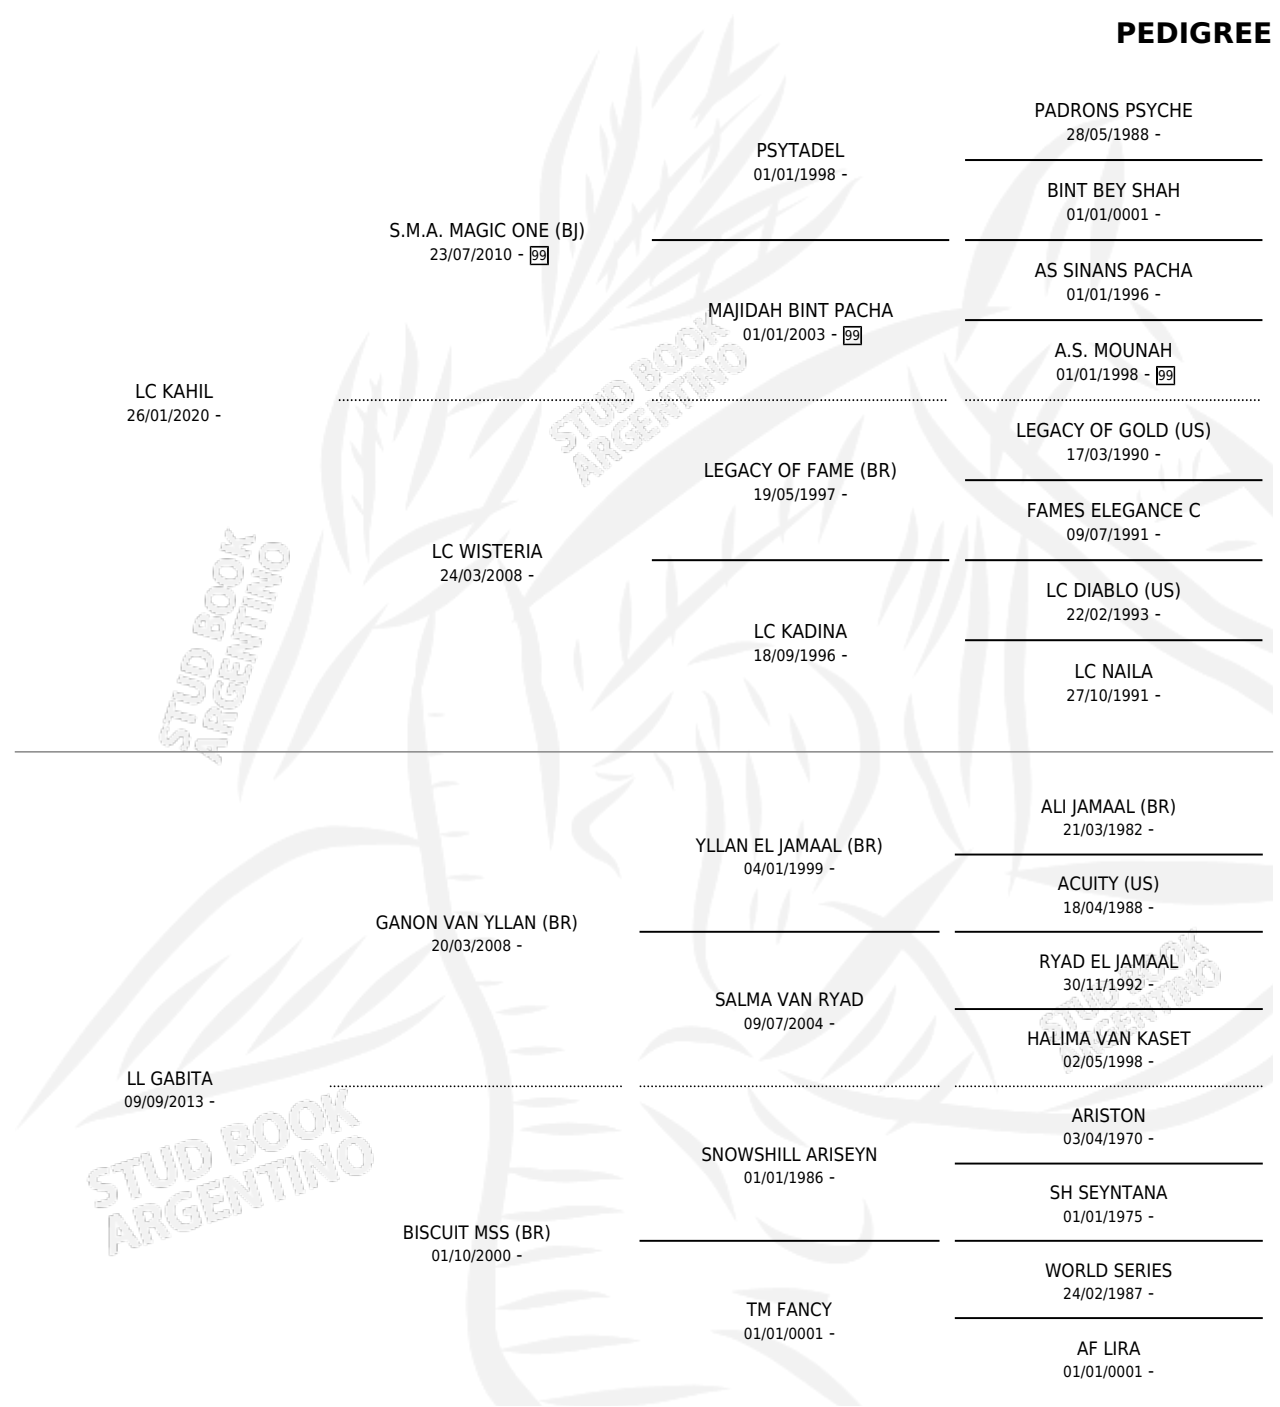 PEDIGREE
PADRONS PSYCHE
28/05/1988 -
PSYTADEL
01/01/1998 -
BINT BEY SHAH
01/01/0001 -
S.M.A. MAGIC ONE (BJ)
23/07/2010 - 99
AS SINANS PACHA
01/01/1996 -
MAJIDAH BINT PACHA
01/01/2003 - 99
A.S. MOUNAH
01/01/1998 - 99
LC KAHIL
26/01/2020 -
LEGACY OF GOLD (US)
17/03/1990 -
LEGACY OF FAME (BR)
19/05/1997 -
FAMES ELEGANCE C
09/07/1991 -
LC WISTERIA
24/03/2008 -
LC DIABLO (US)
22/02/1993 -
LC KADINA
18/09/1996 -
LC NAILA
27/10/1991 -
ALI JAMAAL (BR)
21/03/1982 -
YLLAN EL JAMAAL (BR)
04/01/1999 -
ACUITY (US)
18/04/1988 -
GANON VAN YLLAN (BR)
20/03/2008 -
RYAD EL JAMAAL
30/11/1992 -
SALMA VAN RYAD
09/07/2004 -
HALIMA VAN KASET
02/05/1998 -
LL GABITA
09/09/2013 -
ARISTON
03/04/1970 -
SNOWSHILL ARISEYN
01/01/1986 -
SH SEYNTANA
01/01/1975 -
BISCUIT MSS (BR)
01/10/2000 -
WORLD SERIES
24/02/1987 -
TM FANCY
01/01/0001 -
AF LIRA
01/01/0001 -
STUD BOOK
ARGENTINO
STUD BOOK
ARGENTINO
STUD BOOK
ARGENTINO
STUD BOOK
ARGENTINO